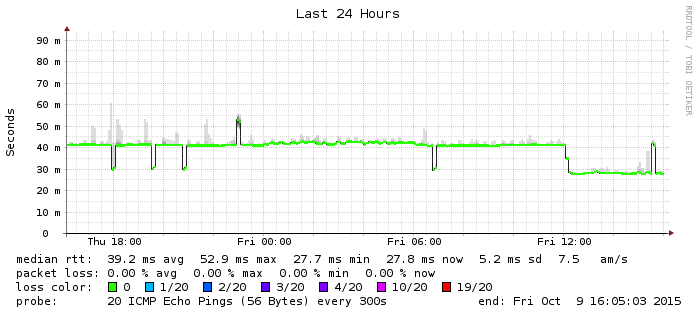 Last 24 Hours
RRDTOOL / TOBI OETIKER
Seconds
90 m
80 m
70 m
60 m
50 m
40 m
30 m
20 m
10 m
0
Thu 18:00 Fri 00:00 Fri 06:00 Fri 12:00
median rtt: 39.2 ms avg 52.9 ms max 27.7 ms min 27.8 ms now 5.2 ms sd 7.5 am/s
packet loss: 0.00 % avg 0.00 % max 0.00 % min 0.00 % now
loss color: 0 1/20 2/20 3/20 4/20 10/20 19/20
probe: 20 ICMP Echo Pings (56 Bytes) every 300s end: Fri Oct 9 16:05:03 2015